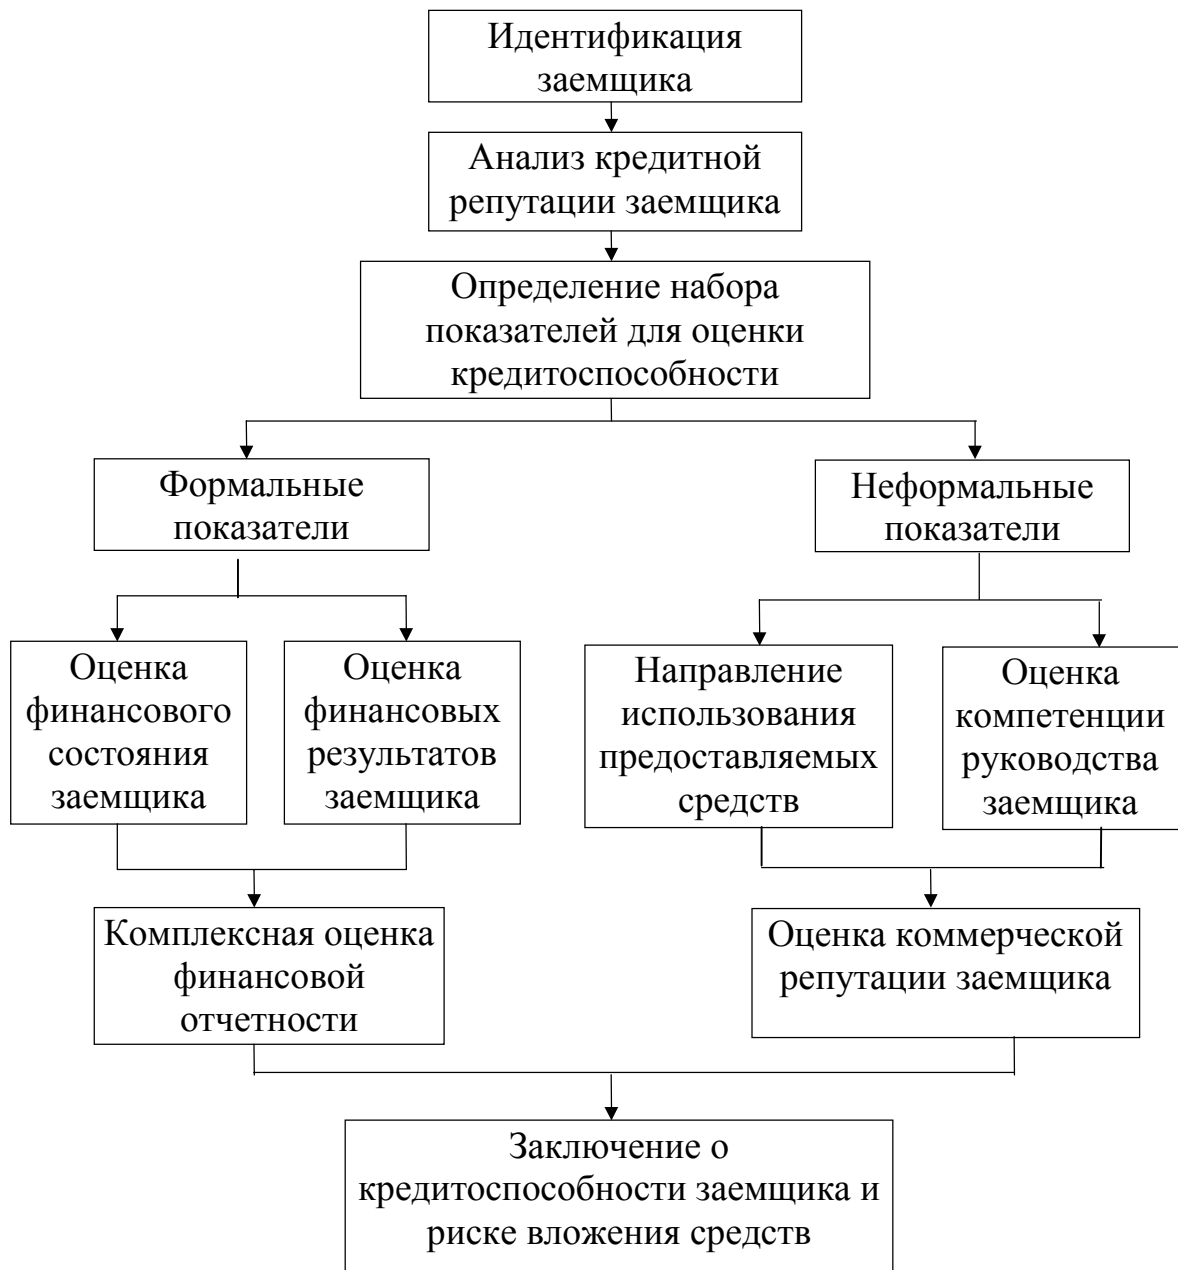 Идентификация
заемщика
Анализ кредитной
репутации заемщика
Определение набора
показателей для оценки
кредитоспособности
Формальные
показатели
Неформальные
показатели
Оценка
финансового
состояния
заемщика
Оценка
финансовых
результатов
заемщика
Направление
использования
предоставляемых
средств
Оценка
компетенции
руководства
заемщика
Комплексная оценка
финансовой
отчетности
Оценка коммерческой
репутации заемщика
Заключение о
кредитоспособности заемщика и
риске вложения средств